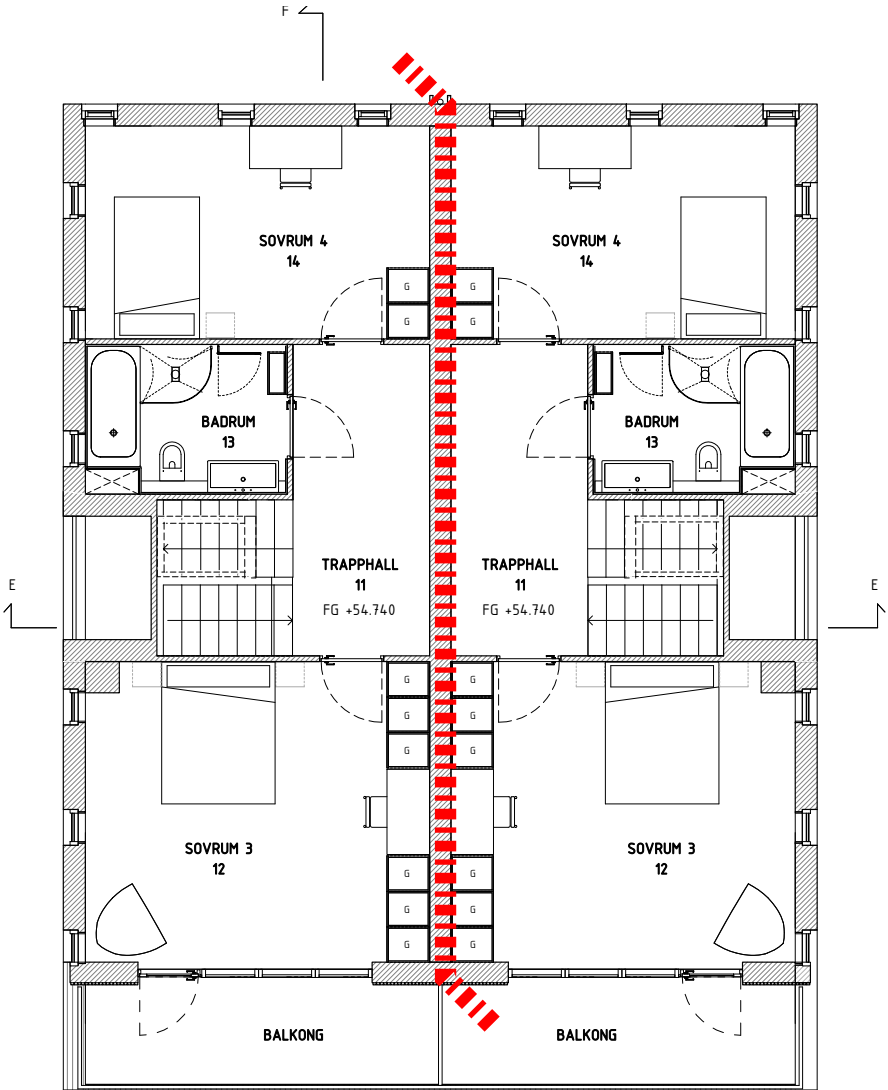 F
SOVRUM 4
14
SOVRUM 4
14
G
G
G
G
BADRUM
13
BADRUM
13
TRAPPHALL
11
FG +54.740
TRAPPHALL
11
FG +54.740
E
E
G
G
G
G
G
G
SOVRUM 3
12
SOVRUM 3
12
G
G
G
G
G
G
BALKONG
BALKONG